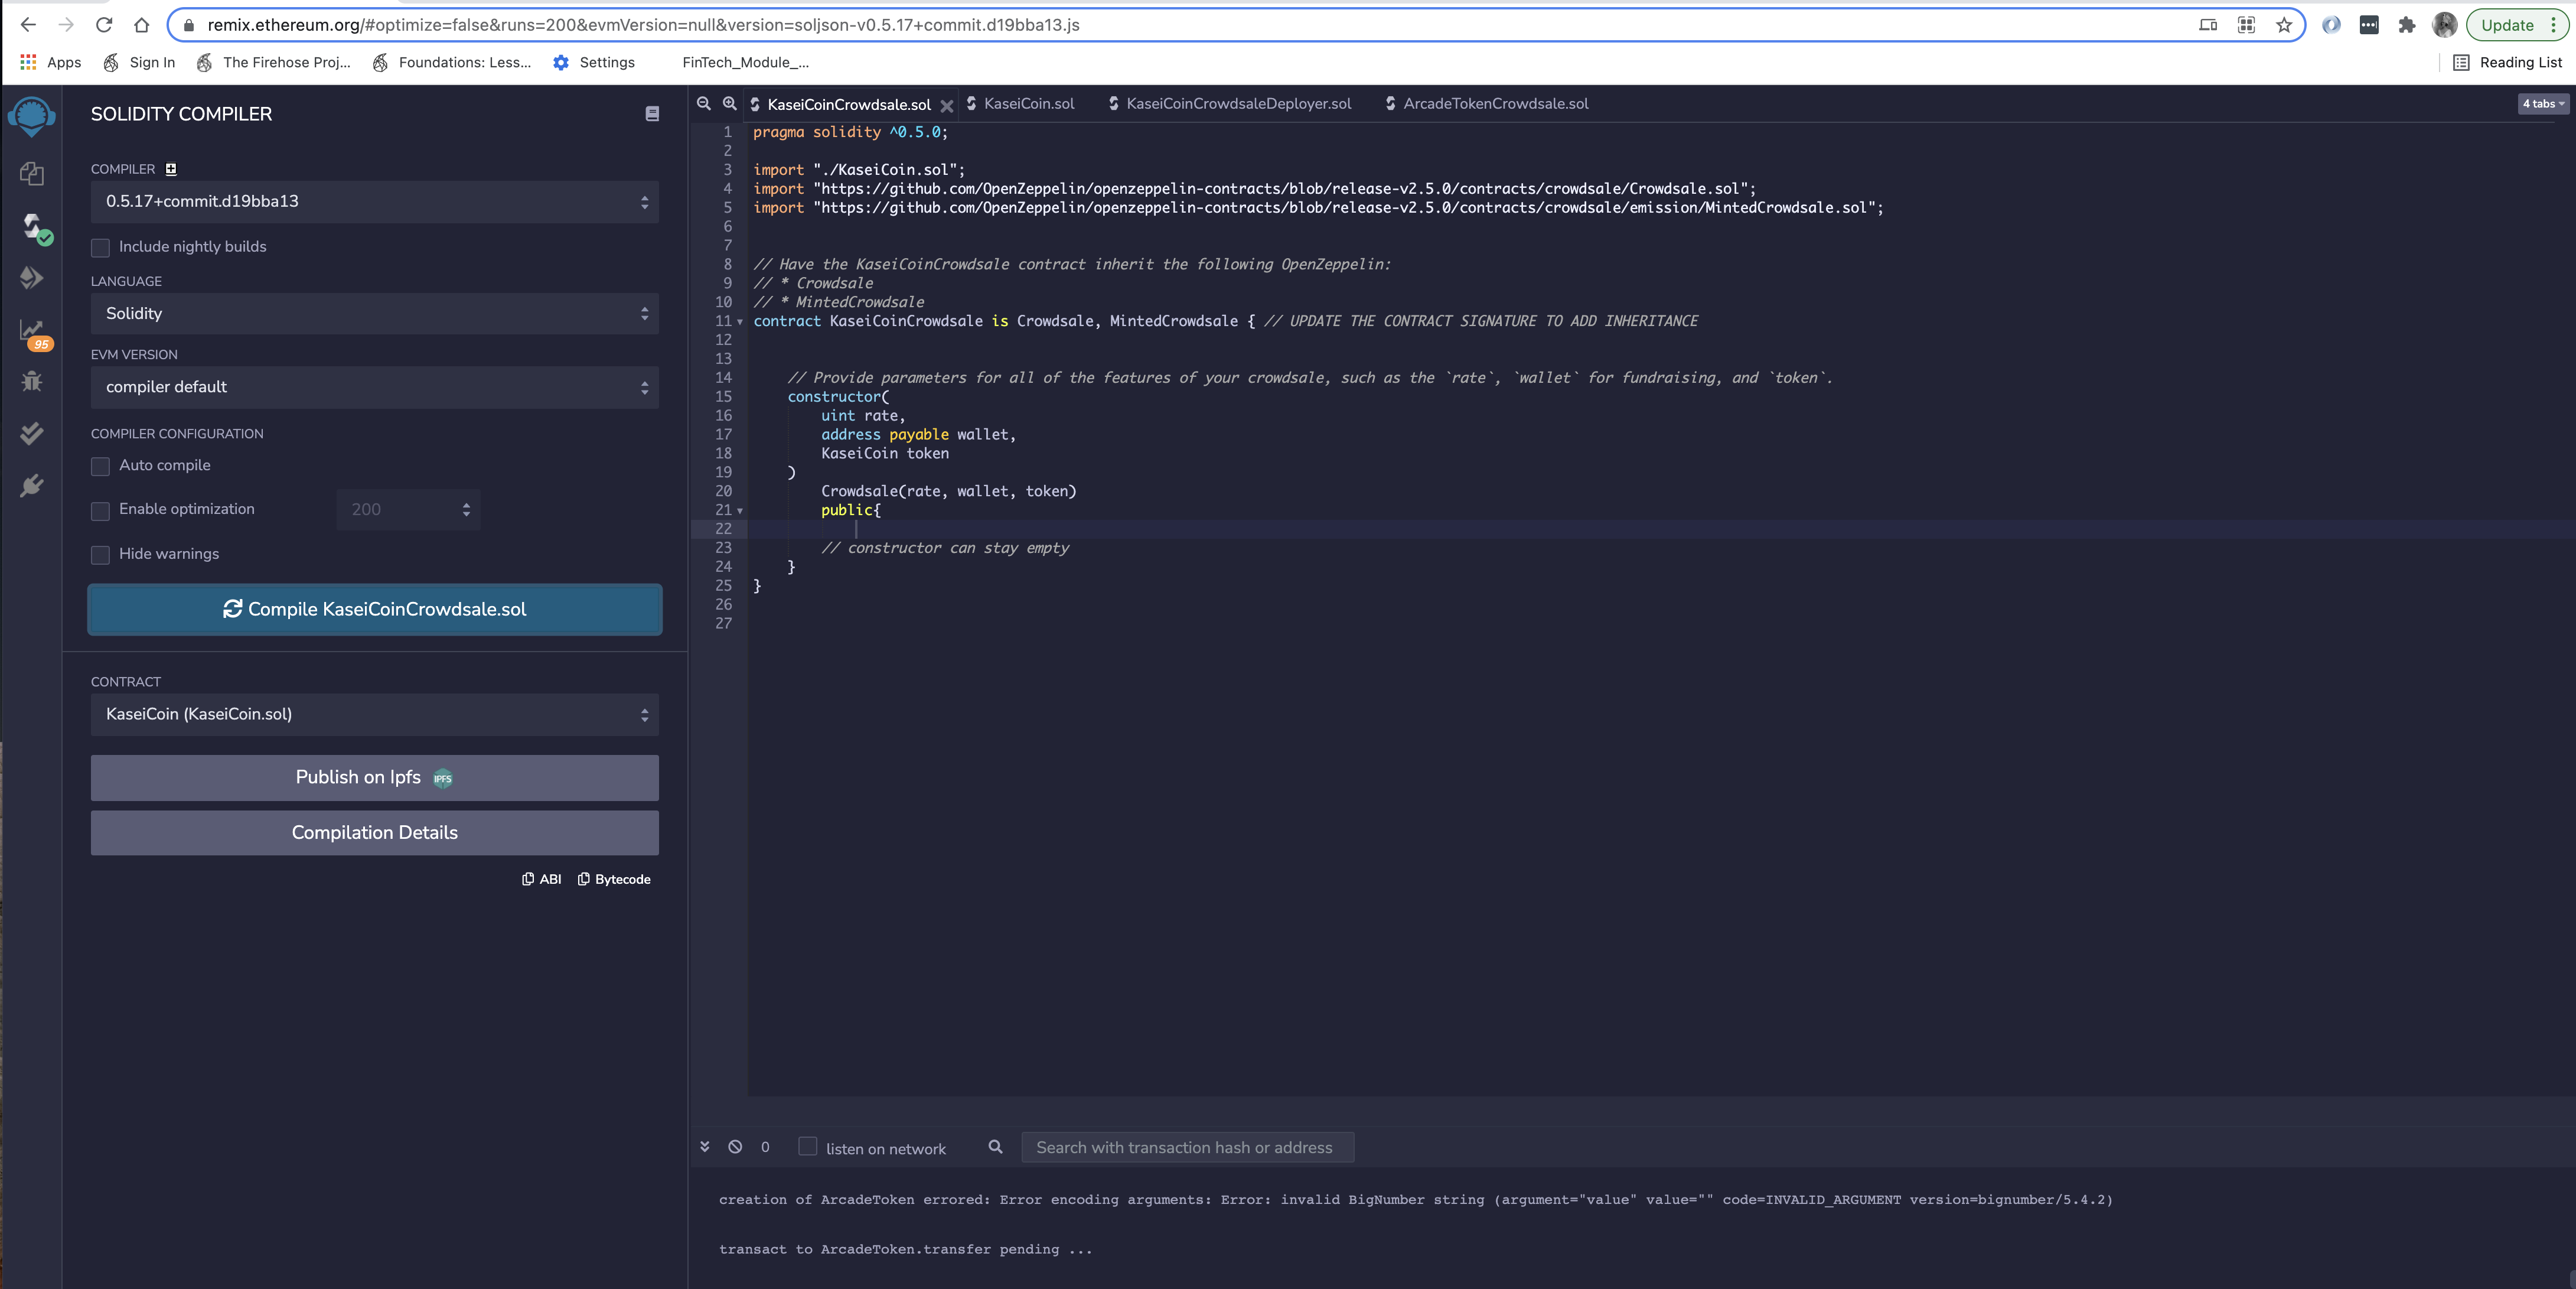 remix.ethereum.org/#optimize=false&runs=200&evmVersion=null&version=soljson-v0.5.17+commit.d19bba13.js
Update
Apps
Sign In
The Firehose Proj...
Foundations: Less...
Settings
FinTech_Module_...
Reading List
SOLIDITY COMPILER
COMPILER
0.5.17+commit.d19bba13
Include nightly builds
LANGUAGE
Solidity
95
EVM VERSION
compiler default
COMPILER CONFIGURATION
Auto compile
Enable optimization
200
Hide warnings
Compile KaseiCoinCrowdsale.sol
CONTRACT
KaseiCoin (KaseiCoin.sol)
Publish on Ipfs IPFS
Compilation Details
ABI
Bytecode
KaseiCoinCrowdsale.sol
KaseiCoin.sol
KaseiCoinCrowdsaleDeployer.sol
ArcadeTokenCrowdsale.sol
4 tabs
1 pragma solidity ^0.5.0;
2
3 import "./KaseiCoin.sol";
4 import "https://github.com/OpenZeppelin/openzeppelin-contracts/blob/release-v2.5.0/contracts/crowdsale/Crowdsale.sol";
5 import "https://github.com/OpenZeppelin/openzeppelin-contracts/blob/release-v2.5.0/contracts/crowdsale/emission/MintedCrowdsale.sol";
6
7
8 // Have the KaseiCoinCrowdsale contract inherit the following OpenZeppelin:
9 // * Crowdsale
10 // * MintedCrowdsale
11 contract KaseiCoinCrowdsale is Crowdsale, MintedCrowdsale { // UPDATE THE CONTRACT SIGNATURE TO ADD INHERITANCE
12
13
14 // Provide parameters for all of the features of your crowdsale, such as the `rate`, `wallet` for fundraising, and `token`.
15 constructor(
16 uint rate,
17 address payable wallet,
18 KaseiCoin token
19 )
20 Crowdsale(rate, wallet, token)
21 public{
22
23 // constructor can stay empty
24 }
25 }
26
27
0
listen on network
Search with transaction hash or address
creation of ArcadeToken errored: Error encoding arguments: Error: invalid BigNumber string (argument="value" value="" code=INVALID_ARGUMENT version=bignumber/5.4.2)
transact to ArcadeToken.transfer pending ...